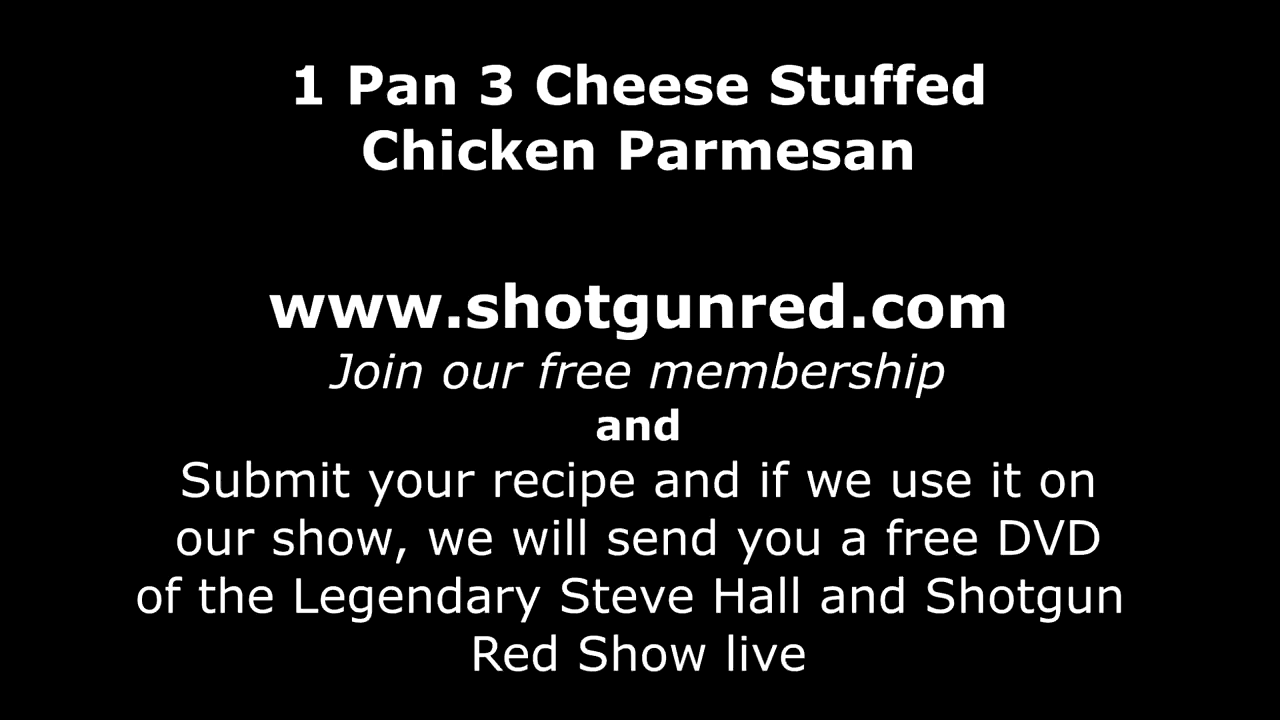 1 Pan 3 Cheese Stuffed
Chicken Parmesan
www.shotgunred.com
Join our free membership
and
Submit your recipe and if we use it on
our show, we will send you a free DVD
of the Legendary Steve Hall and Shotgun
Red Show live